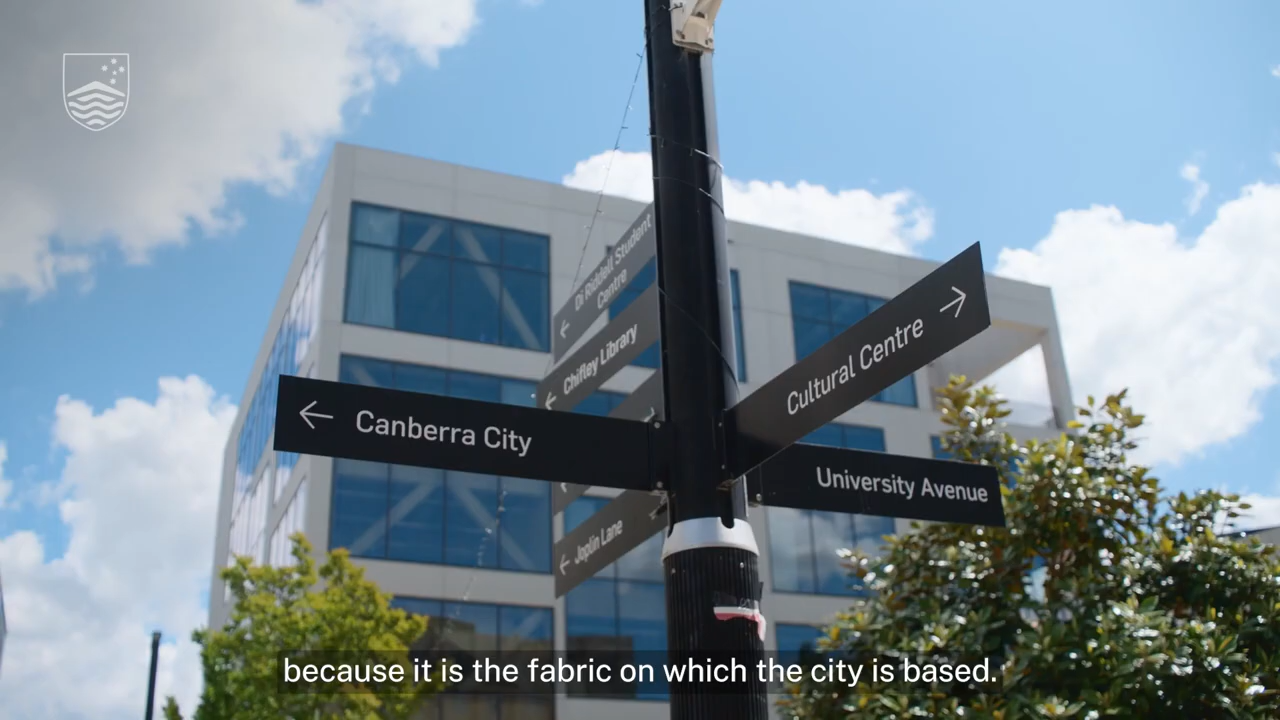 Di Riddell Student
Centre
Chifley Library
Cultural Centre
Canberra City
University Avenue
Joplin Lane
because it is the fabric on which the city is based.